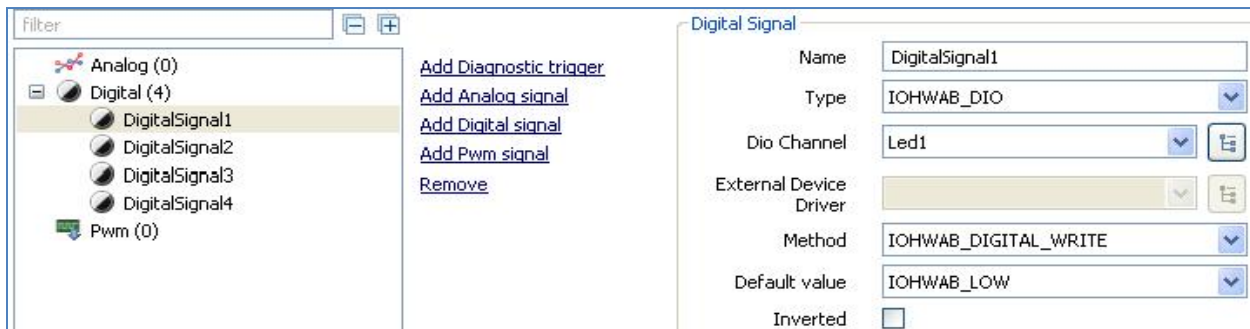 filter
Analog (0)
Digital (4)
DigitalSignal1
DigitalSignal2
DigitalSignal3
DigitalSignal4
Pwm (0)
Add Diagnostic trigger
Add Analog signal
Add Digital signal
Add Pwm signal
Remove
Digital Signal
Name DigitalSignal1
Type IOHWAB_DIO
Dio Channel Led1
External Device
Driver
Method IOHWAB_DIGITAL_WRITE
Default value IOHWAB_LOW
Inverted